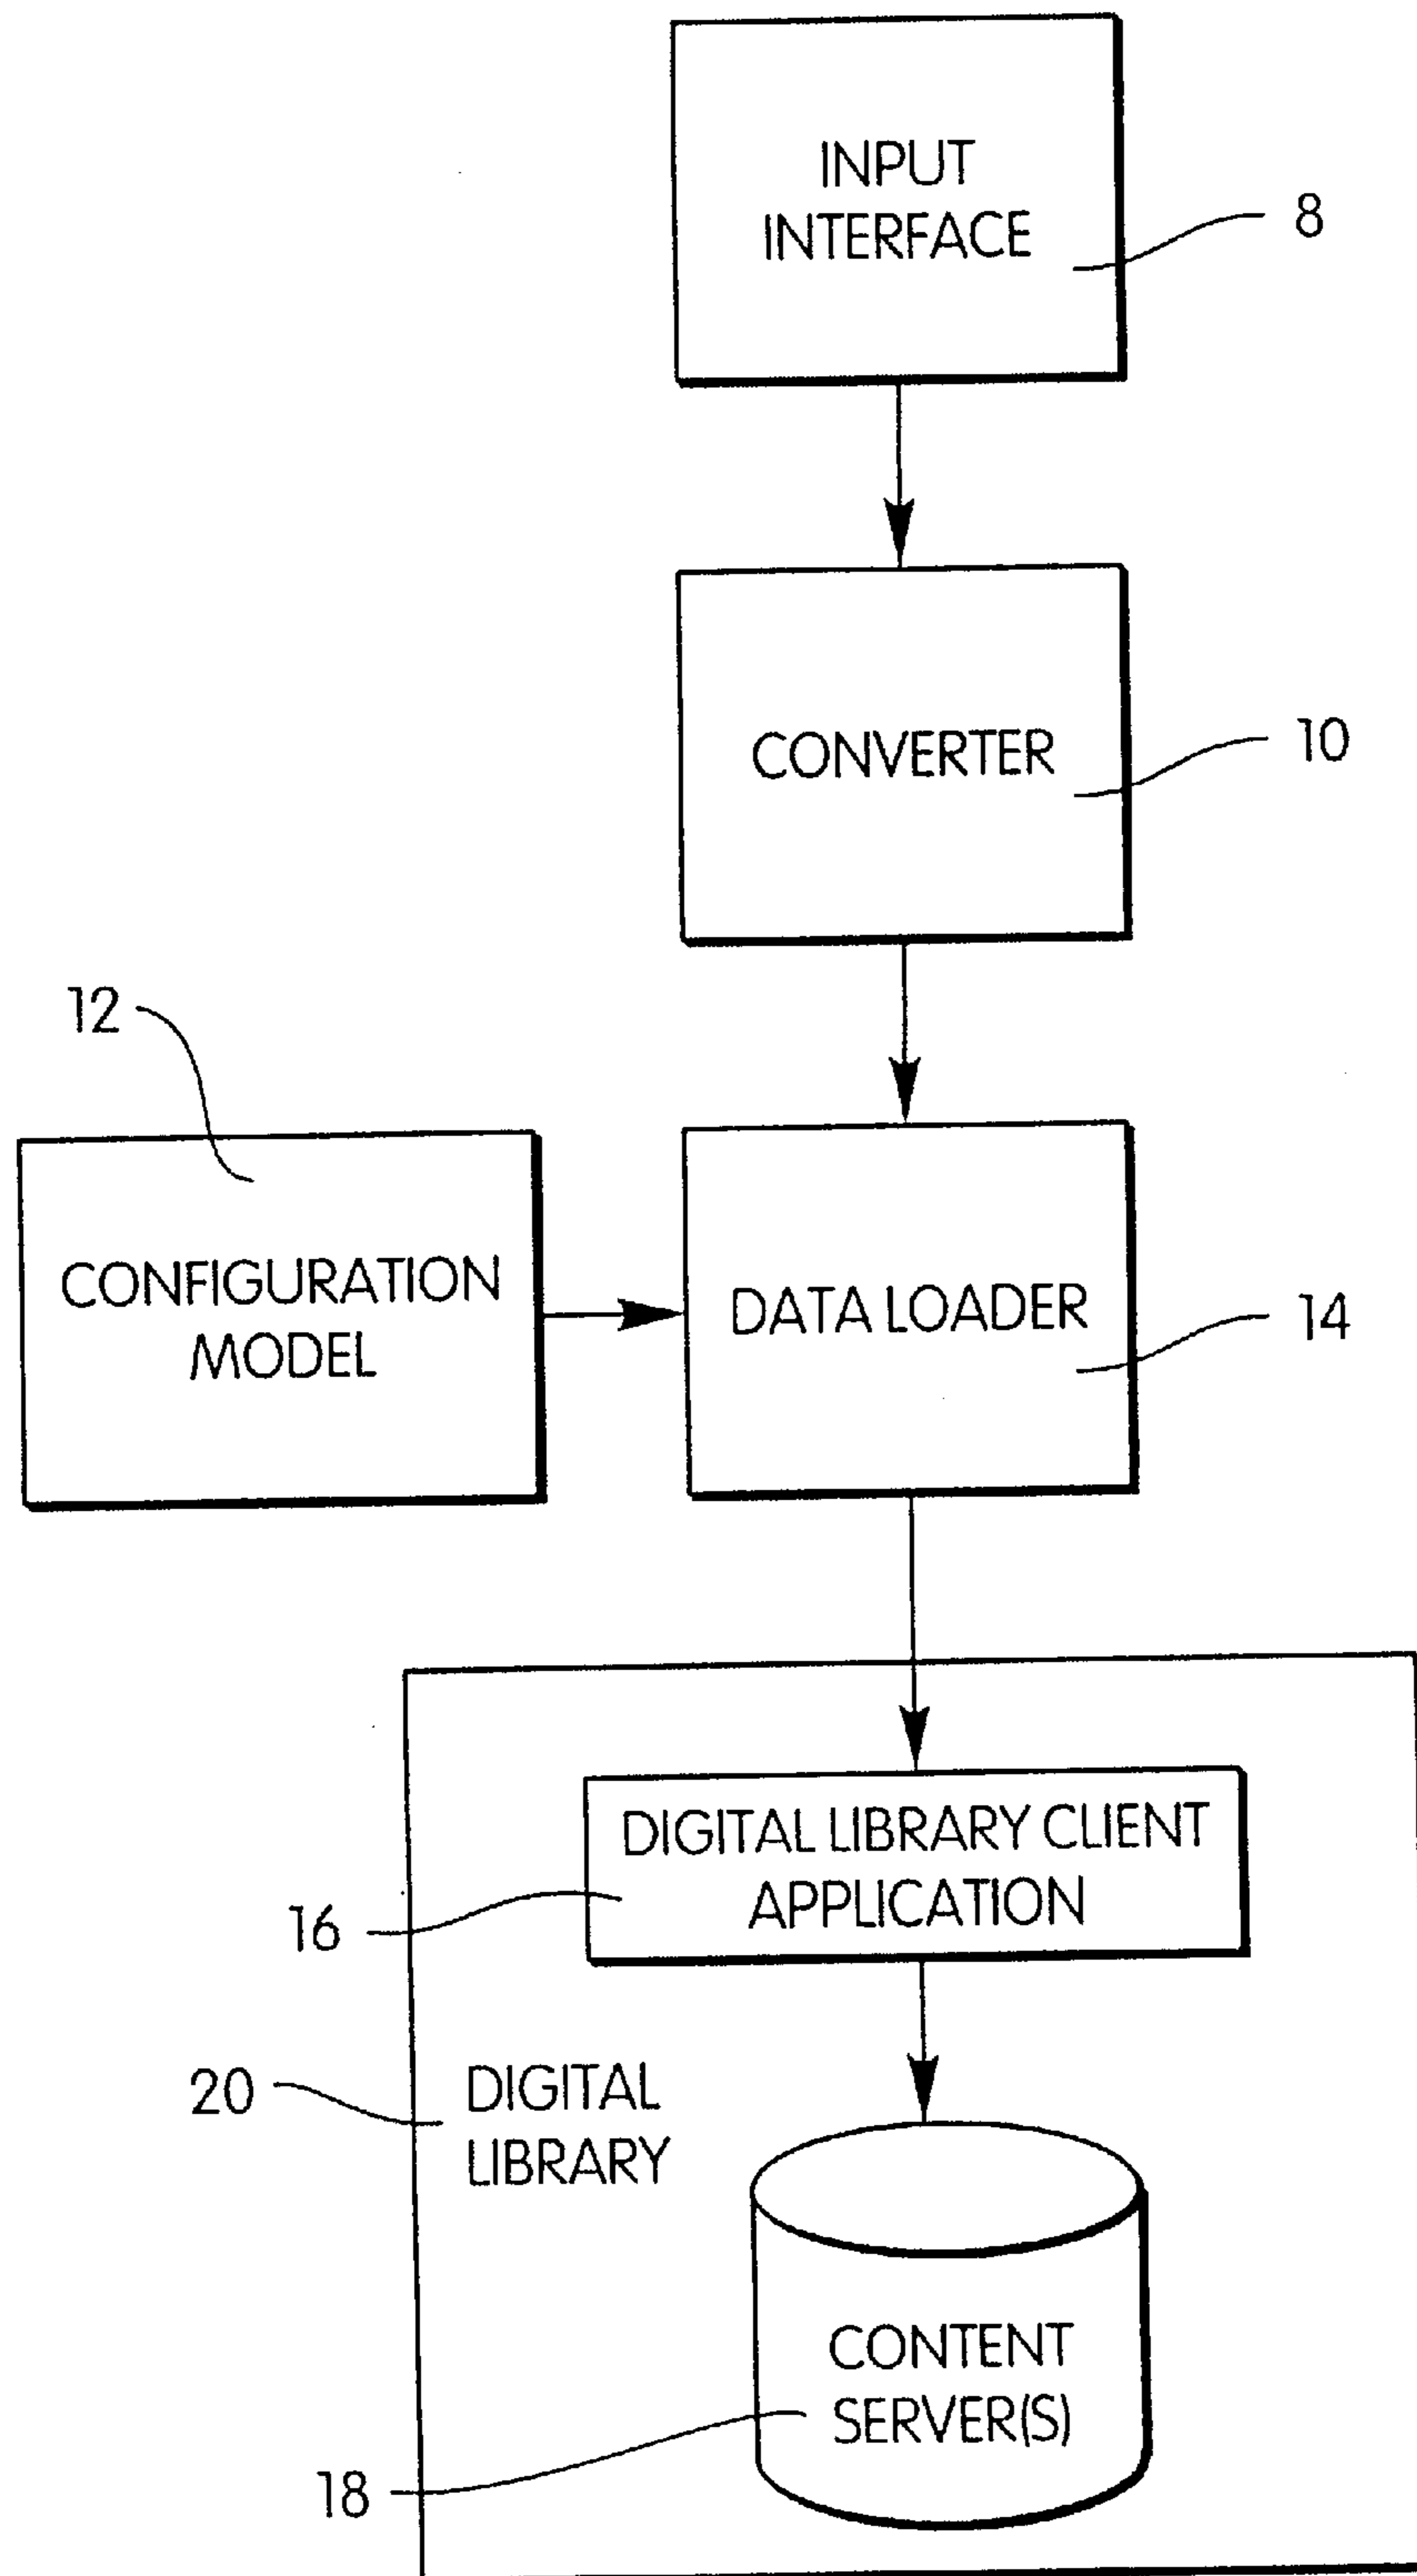 INPUT
INTERFACE
8
CONVERTER
10
12
CONFIGURATION
MODEL
DATA LOADER
14
DIGITAL LIBRARY CLIENT
APPLICATION
16
20
DIGITAL
LIBRARY
CONTENT
SERVER(S)
18